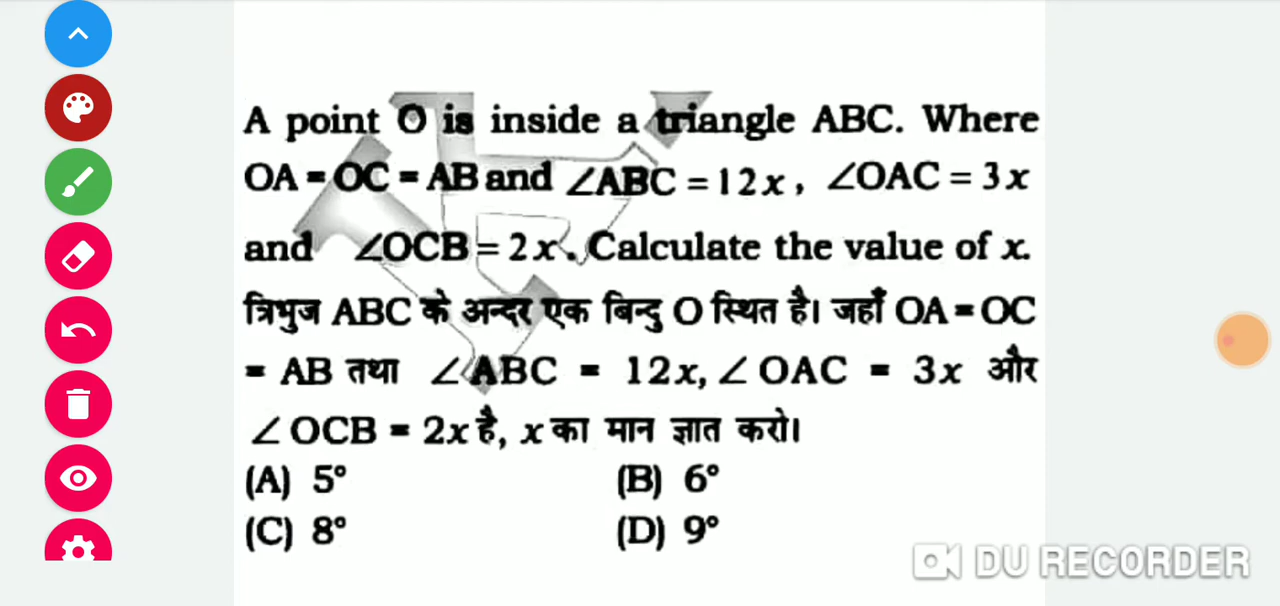 A point O is inside a triangle ABC. Where
OA = OC = AB and ∠ABC = 12x, ∠OAC = 3x
and ∠OCB = 2x. Calculate the value of x.
त्रिभुज ABC के अन्दर एक बिन्दु O स्थित है। जहाँ OA = OC
= AB तथा ∠ABC = 12x, ∠OAC = 3x और
∠OCB = 2x है, x का मान ज्ञात करो।
(A) 5° (B) 6°
(C) 8° (D) 9°
DU RECORDER